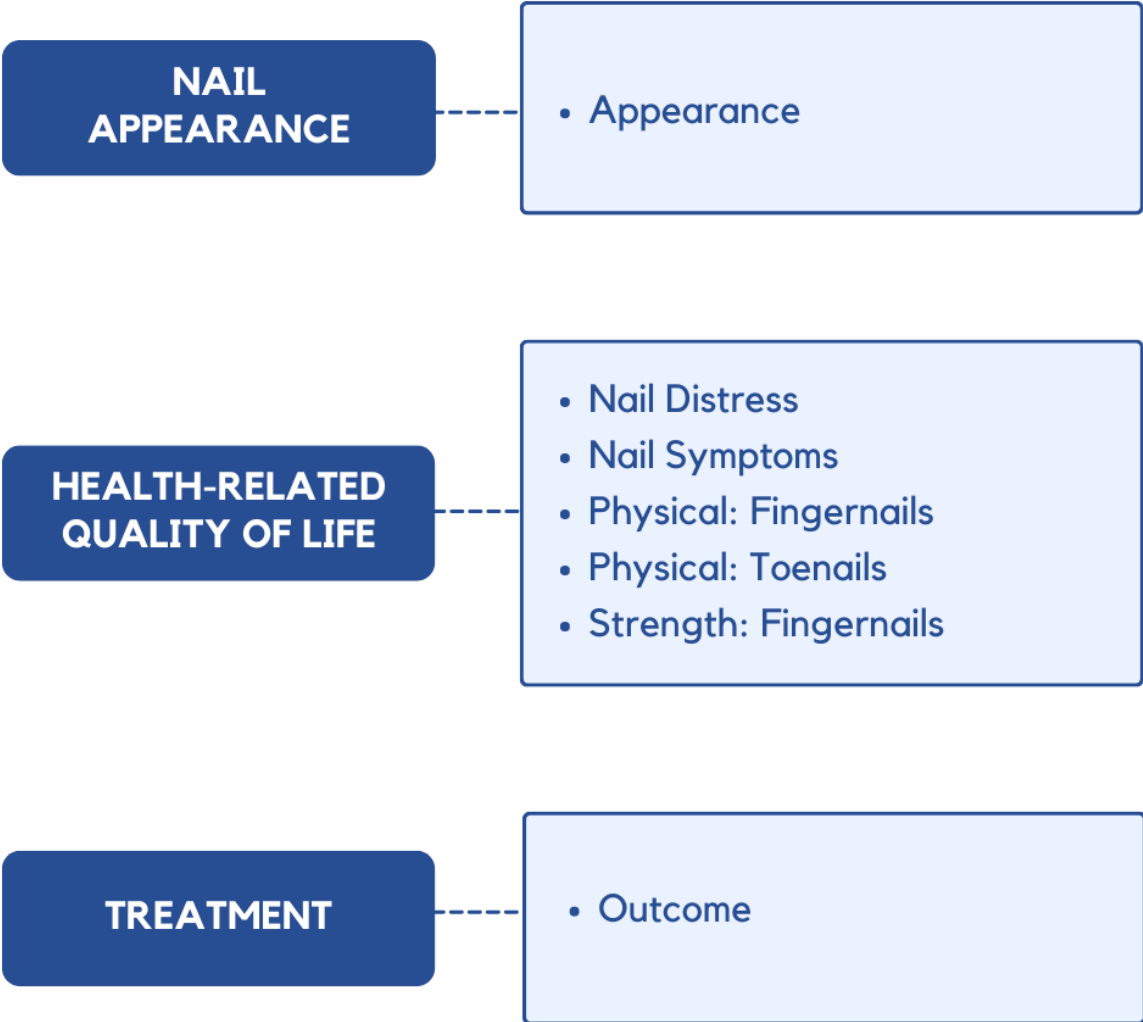 NAIL
APPEARANCE
• Appearance
HEALTH-RELATED
QUALITY OF LIFE
• Nail Distress
• Nail Symptoms
• Physical: Fingernails
• Physical: Toenails
• Strength: Fingernails
TREATMENT
• Outcome